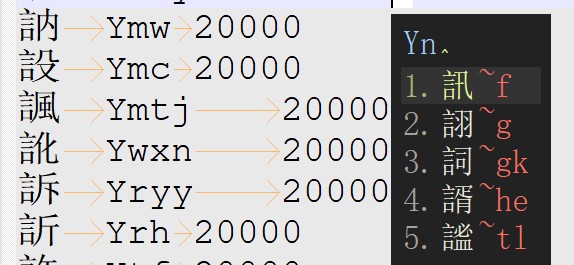 訥 Ymw 20000
設 Ymc 20000
諷 Ymtj 20000
訛 Ywxn 20000
訴 Yryy 20000
訢 Yrh 20000
Yn
1. 訊 ~f
2. 詡 ~g
3. 詞 ~gk
4. 諝 ~he
5. 謐 ~tl